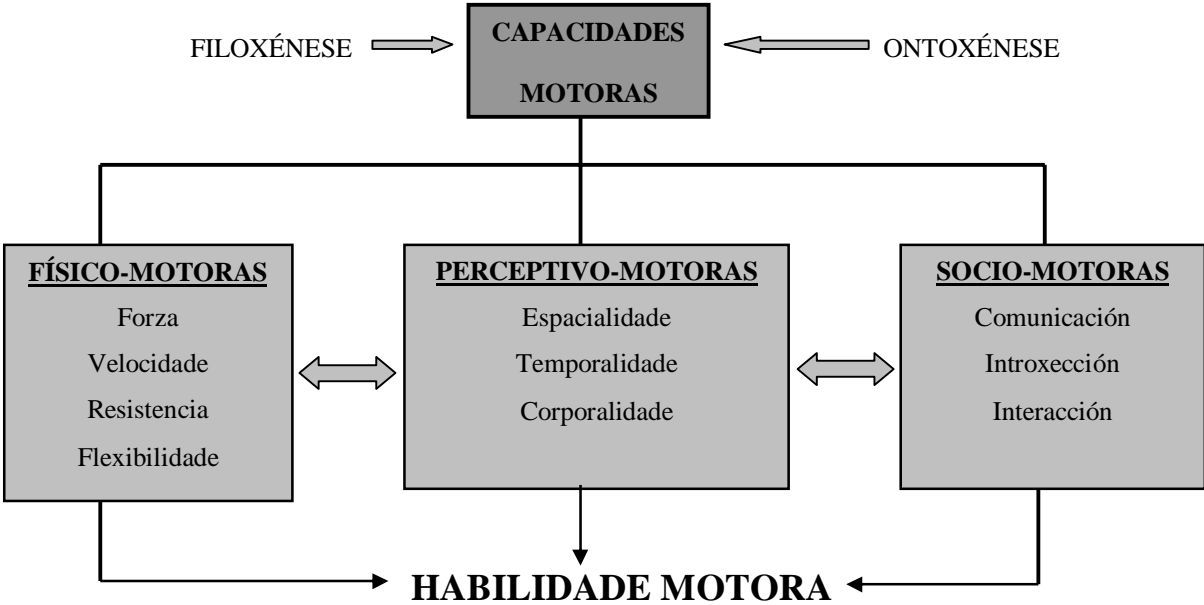 FILOXÉNESE
CAPACIDADES
MOTORAS
ONTOXÉNESE
FÍSICO-MOTORAS
Forza
Velocidade
Resistencia
Flexibilidade
PERCEPTIVO-MOTORAS
Espacialidade
Temporalidade
Corporalidade
SOCIO-MOTORAS
Comunicación
Introxección
Interacción
HABILIDADE MOTORA